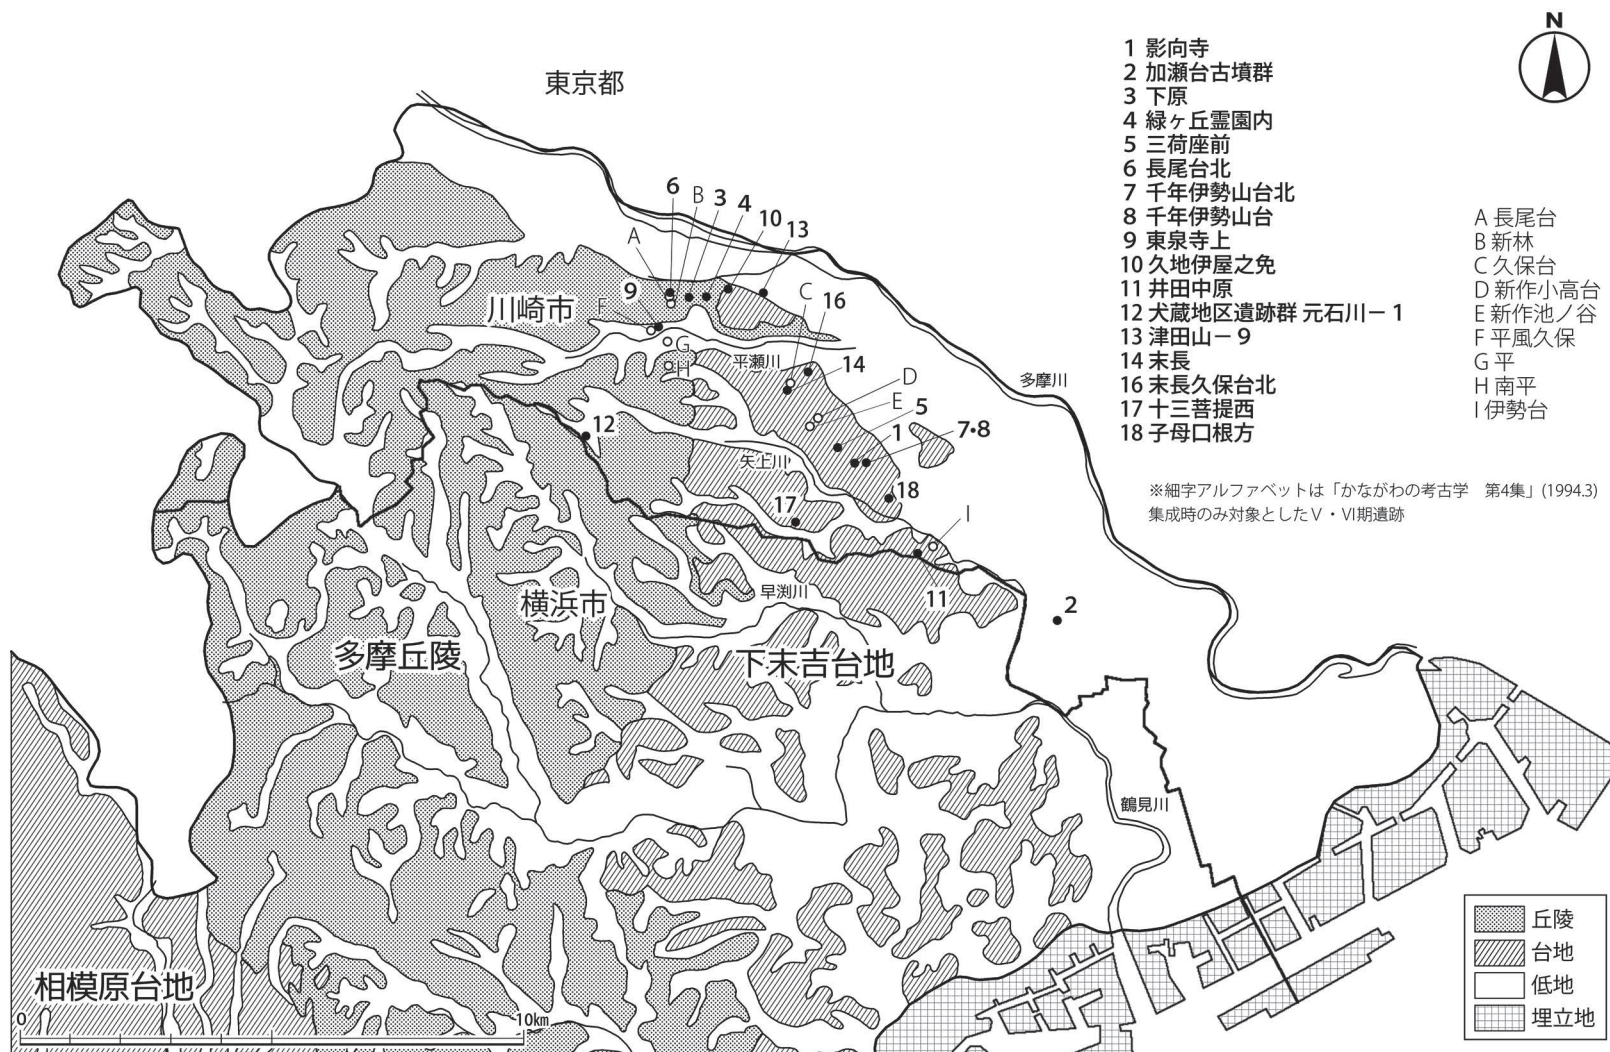 N
東京都
1 影向寺
2 加瀬台古墳群
3 下原
4 緑ヶ丘霊園内
5 三荷座前
6 長尾台北
7 千年伊勢山台北
8 千年伊勢山台
9 東泉寺上
10 久地伊屋之免
11 井田中原
12 犬蔵地区遺跡群 元石川－1
13 津田山－9
14 末長
16 末長久保台北
17 十三菩提西
18 子母口根方
A 長尾台
B 新林
C 久保台
D 新作小高台
E 新作池ノ谷
F 平風久保
G 平
H 南平
I 伊勢台
※細字アルファベットは「かながわの考古学　第4集」(1994.3)
集成時のみ対象としたⅤ・Ⅵ期遺跡
6
B
3
4
10
13
A
9
F
川崎市
C
16
G
H
平瀬川
14
D
E
5
1
7・8
多摩川
12
矢上川
17
18
I
早渕川
11
2
横浜市
多摩丘陵
下末吉台地
鶴見川
相模原台地
0
10km
丘陵
台地
低地
埋立地